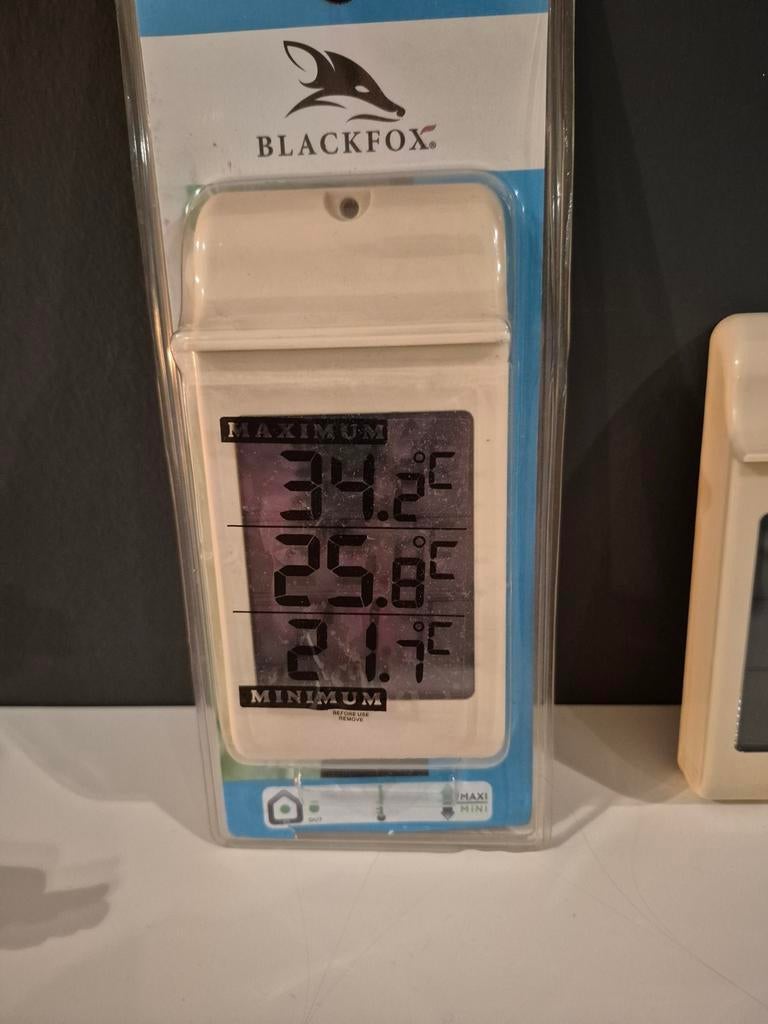 BLACKFOX®
MAXIMUM
34.2°C
25.8°C
21.7°C
MINIMUM
BEFORE USE
REMOVE
OUT
MAXI
MINI